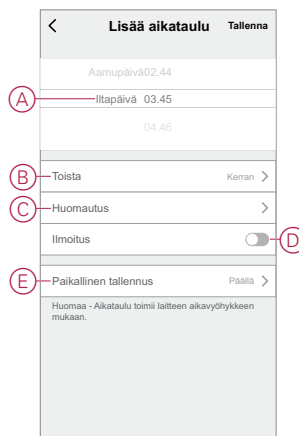 Lisää aikataulu Tallenna
Aamupäivä02.44
A Iltapäivä 03.45
04.46
B Toista Kerran
C Huomautus
Ilmoitus D
E Paikallinen tallennus Päällä
Huomaa - Aikataulu toimii laitteen aikavyöhykkeen
mukaan.